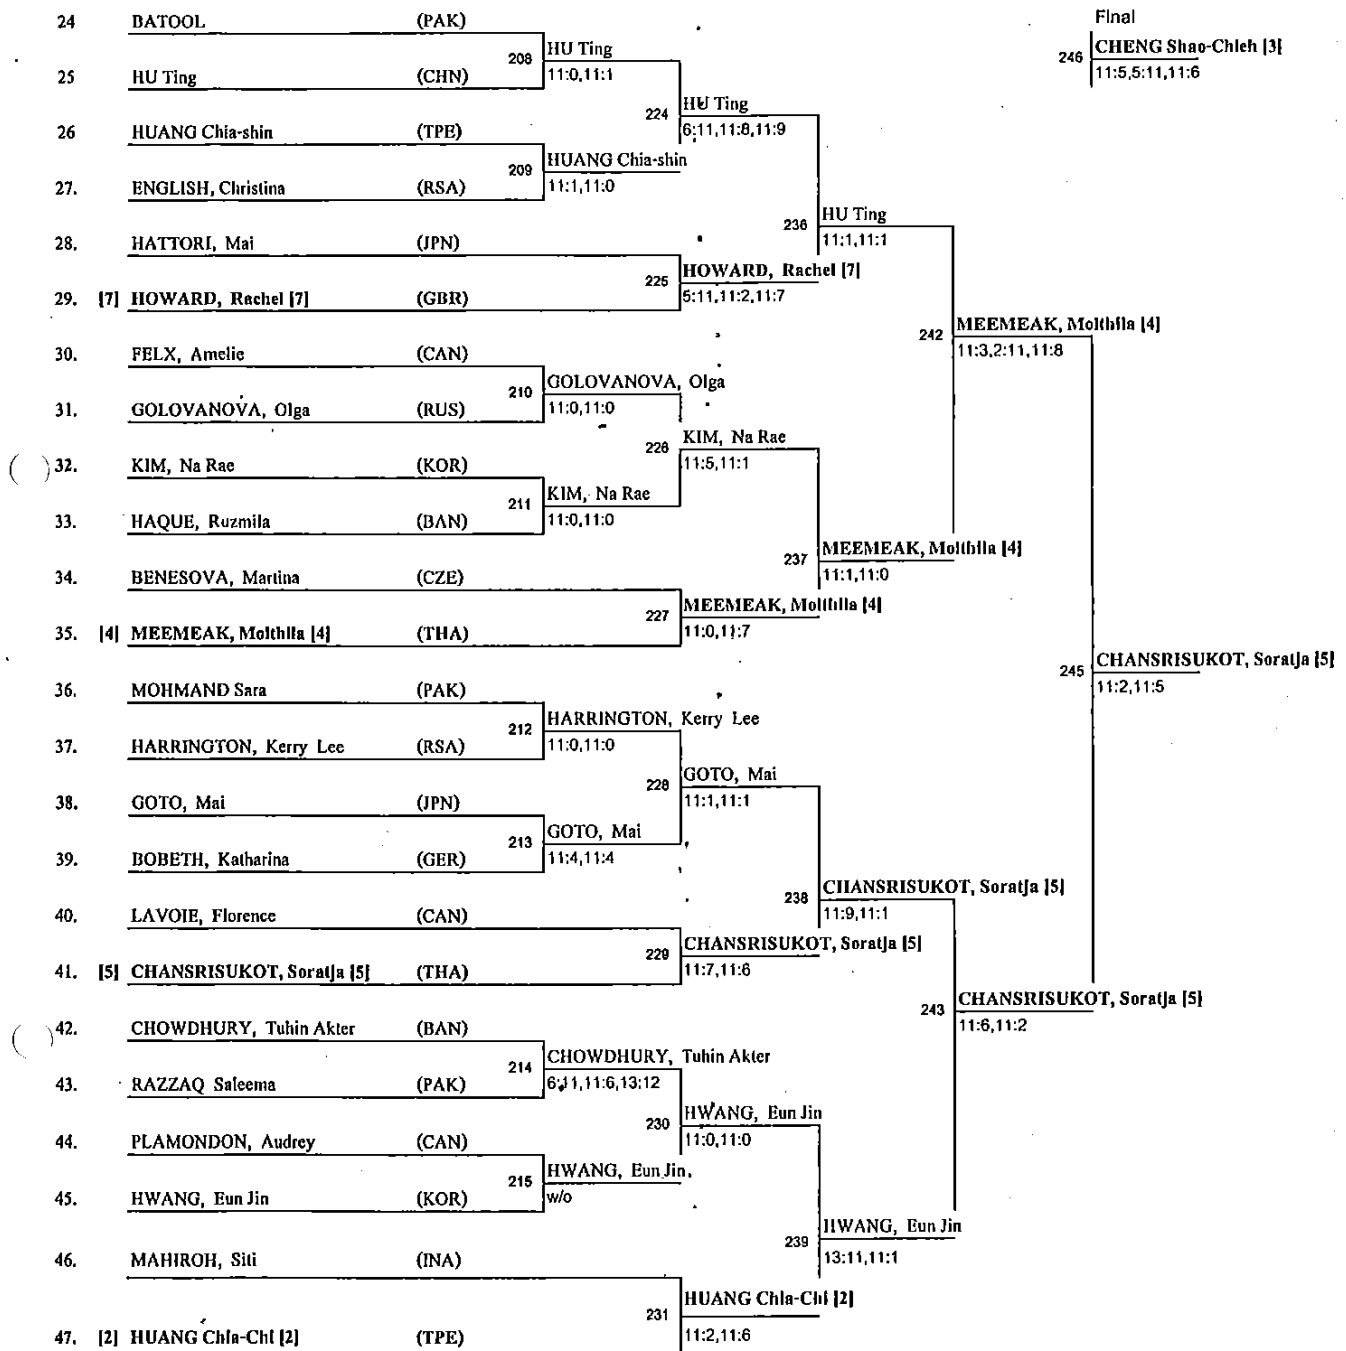 24 BATOOL (PAK)
Final
246 CHENG Shao-Chieh [3]
11:5,5:11,11:6
208 HU Ting
11:0,11:1
25 HU Ting (CHN)
224 HU Ting
6:11,11:8,11:9
26 HUANG Chia-shin (TPE)
209 HUANG Chia-shin
11:1,11:0
27. ENGLISH, Christina (RSA)
236 HU Ting
11:1,11:1
28. HATTORI, Mai (JPN)
225 HOWARD, Rachel [7]
5:11,11:2,11:7
29. [7] HOWARD, Rachel [7] (GBR)
242 MEEMEAK, Molthila [4]
11:3,2:11,11:8
30. FELX, Amelie (CAN)
210 GOLOVANOVA, Olga
11:0,11:0
31. GOLOVANOVA, Olga (RUS)
226 KIM, Na Rae
11:5,11:1
32. KIM, Na Rae (KOR)
211 KIM, Na Rae
11:0,11:0
33. HAQUE, Ruzmila (BAN)
237 MEEMEAK, Molthila [4]
11:1,11:0
34. BENESOVA, Martina (CZE)
227 MEEMEAK, Molthila [4]
11:0,11:7
35. [4] MEEMEAK, Molthila [4] (THA)
245 CHANSRISUKOT, Soratja [5]
11:2,11:5
36. MOHMAND Sara (PAK)
212 HARRINGTON, Kerry Lee
11:0,11:0
37. HARRINGTON, Kerry Lee (RSA)
228 GOTO, Mai
11:1,11:1
38. GOTO, Mai (JPN)
213 GOTO, Mai
11:4,11:4
39. BOBETH, Katharina (GER)
238 CHANSRISUKOT, Soratja [5]
11:9,11:1
40. LAVOIE, Florence (CAN)
229 CHANSRISUKOT, Soratja [5]
11:7,11:6
41. [5] CHANSRISUKOT, Soratja [5] (THA)
243 CHANSRISUKOT, Soratja [5]
11:6,11:2
42. CHOWDHURY, Tuhin Akter (BAN)
214 CHOWDHURY, Tuhin Akter
6:11,11:6,13:12
43. RAZZAQ Saleema (PAK)
230 HWANG, Eun Jin
11:0,11:0
44. PLAMONDON, Audrey (CAN)
215 HWANG, Eun Jin
w/o
45. HWANG, Eun Jin (KOR)
239 HWANG, Eun Jin
13:11,11:1
46. MAHIROH, Siti (INA)
231 HUANG Chia-Chi [2]
11:2,11:6
47. [2] HUANG Chia-Chi [2] (TPE)